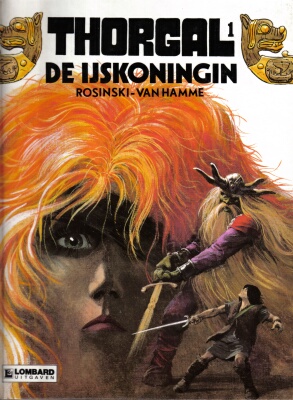 THORGAL 1
DE IJSKONINGIN
ROSINSKI-VAN HAMME
LOMBARD
UITGAVEN